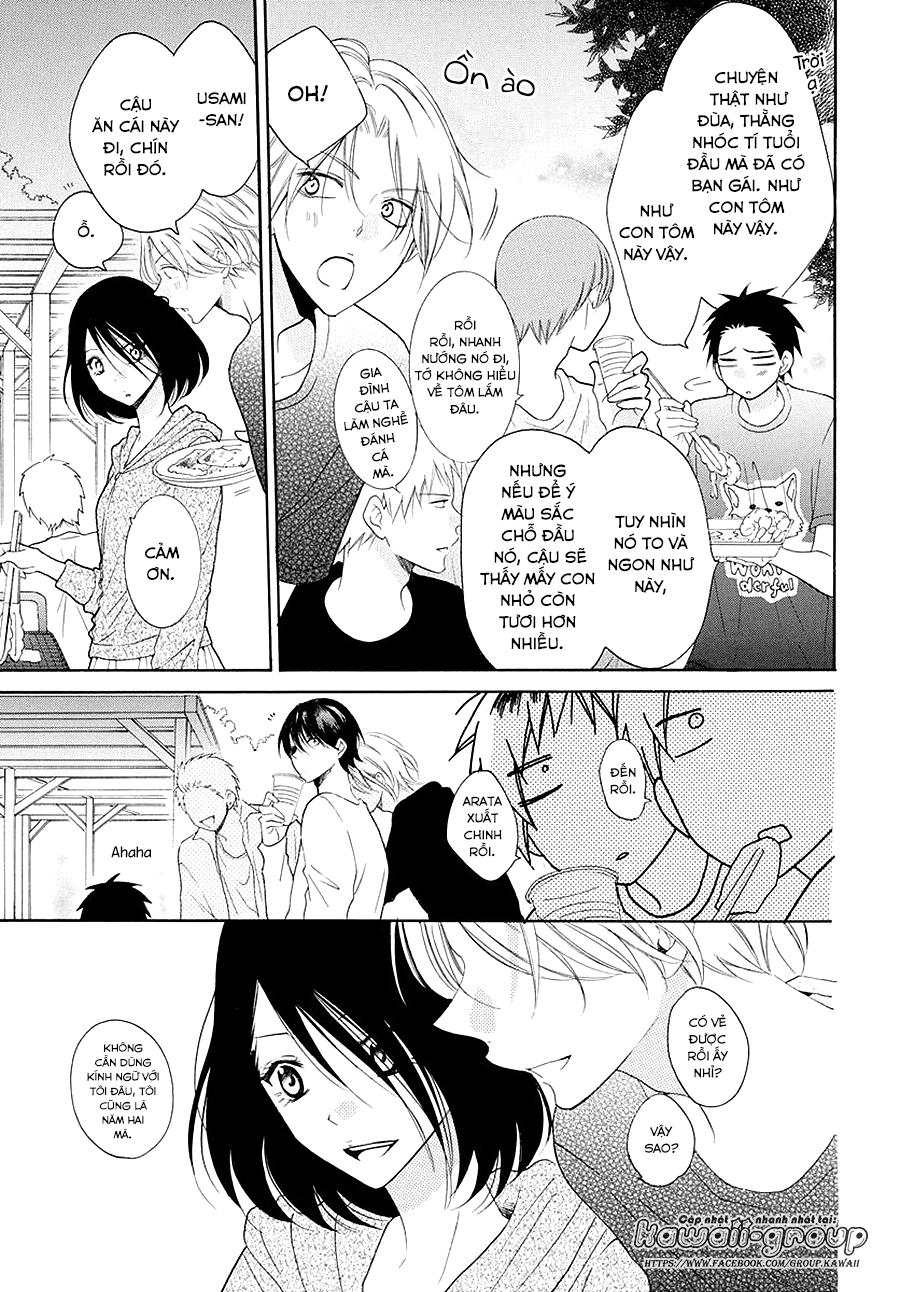 Trời
ạ
CHUYỆN
THẬT NHƯ
ĐÙA, THẰNG
NHÓC TÍ TUỔI
ĐẦU MÀ ĐÃ CÓ
BẠN GÁI. NHƯ
CON TÔM
NÀY VẬY.
NHƯ
CON TÔM
NÀY VẬY.
Ồn ào
OH!
RỒI
RỒI, NHANH
NƯỚNG NÓ ĐI,
TỚ KHÔNG HIỂU
VỀ TÔM LẮM
ĐÂU.
GIA
ĐÌNH
CẬU TA
LÀM NGHỀ
ĐÁNH
CÁ
MÀ.
TUY NHÌN
NÓ TO VÀ
NGON NHƯ
NÀY,
NHƯNG
NẾU ĐỂ Ý
MÀU SẮC
CHỖ ĐẦU
NÓ, CẬU SẼ
THẤY MẤY CON
NHỎ CÒN
TƯƠI HƠN
NHIỀU.
WON
derful
USAMI
-SAN!
CẬU
ĂN CÁI NÀY
ĐI, CHÍN
RỒI ĐÓ.
Ồ.
CẢM
ƠN.
ĐẾN
RỒI.
ARATA
XUẤT
CHINH
RỒI.
Ahaha
CÓ VẺ
ĐƯỢC
RỒI ẤY
NHỈ?
VẬY
SAO?
KHÔNG
CẦN DÙNG
KÍNH NGỮ VỚI
TÔI ĐÂU, TÔI
CŨNG LÀ
NĂM HAI
MÀ.
Cập nhật nhanh nhất tại:
Kawaii-group
HTTPS://WWW.FACEBOOK.COM/GROUP.KAWAII